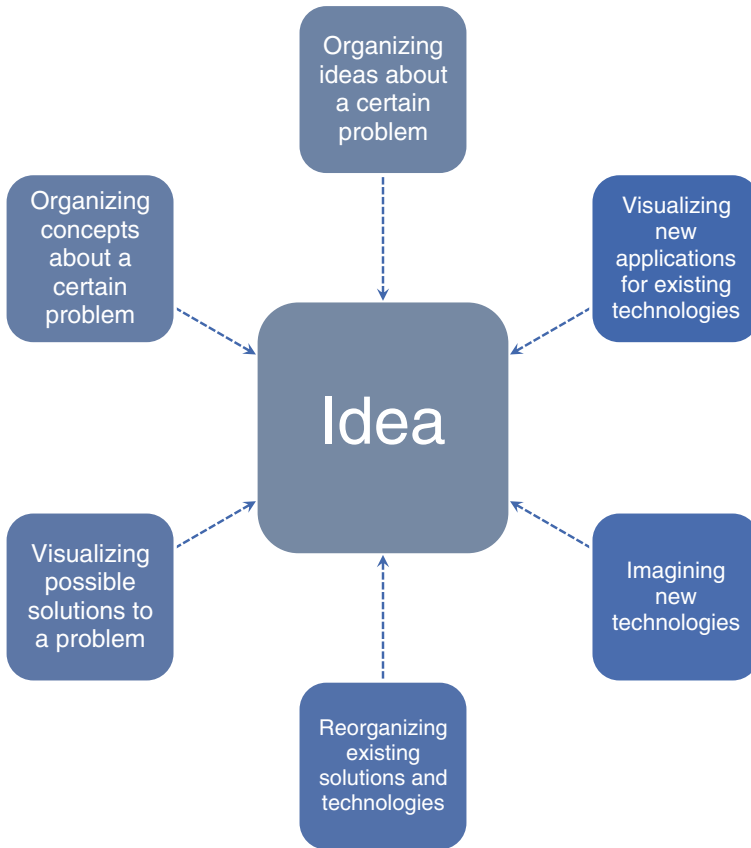 Organizing
ideas about
a certain
problem
Visualizing
new
applications
for existing
technologies
Imagining
new
technologies
Reorganizing
existing
solutions and
technologies
Visualizing
possible
solutions to
a problem
Organizing
concepts
about a
certain
problem
Idea